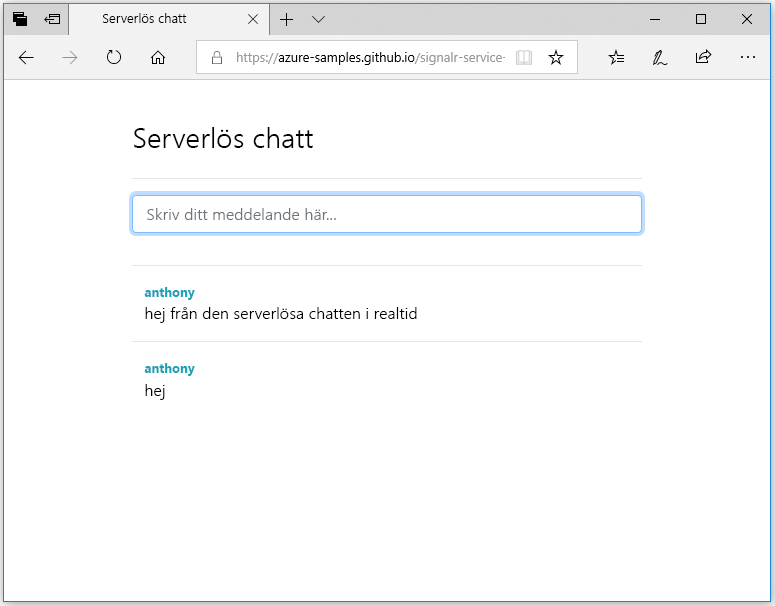 Serverlös chatt
https://azure-samples.github.io/signalr-service-
Serverlös chatt
Skriv ditt meddelande här...
anthony
hej från den serverlösa chatten i realtid
anthony
hej